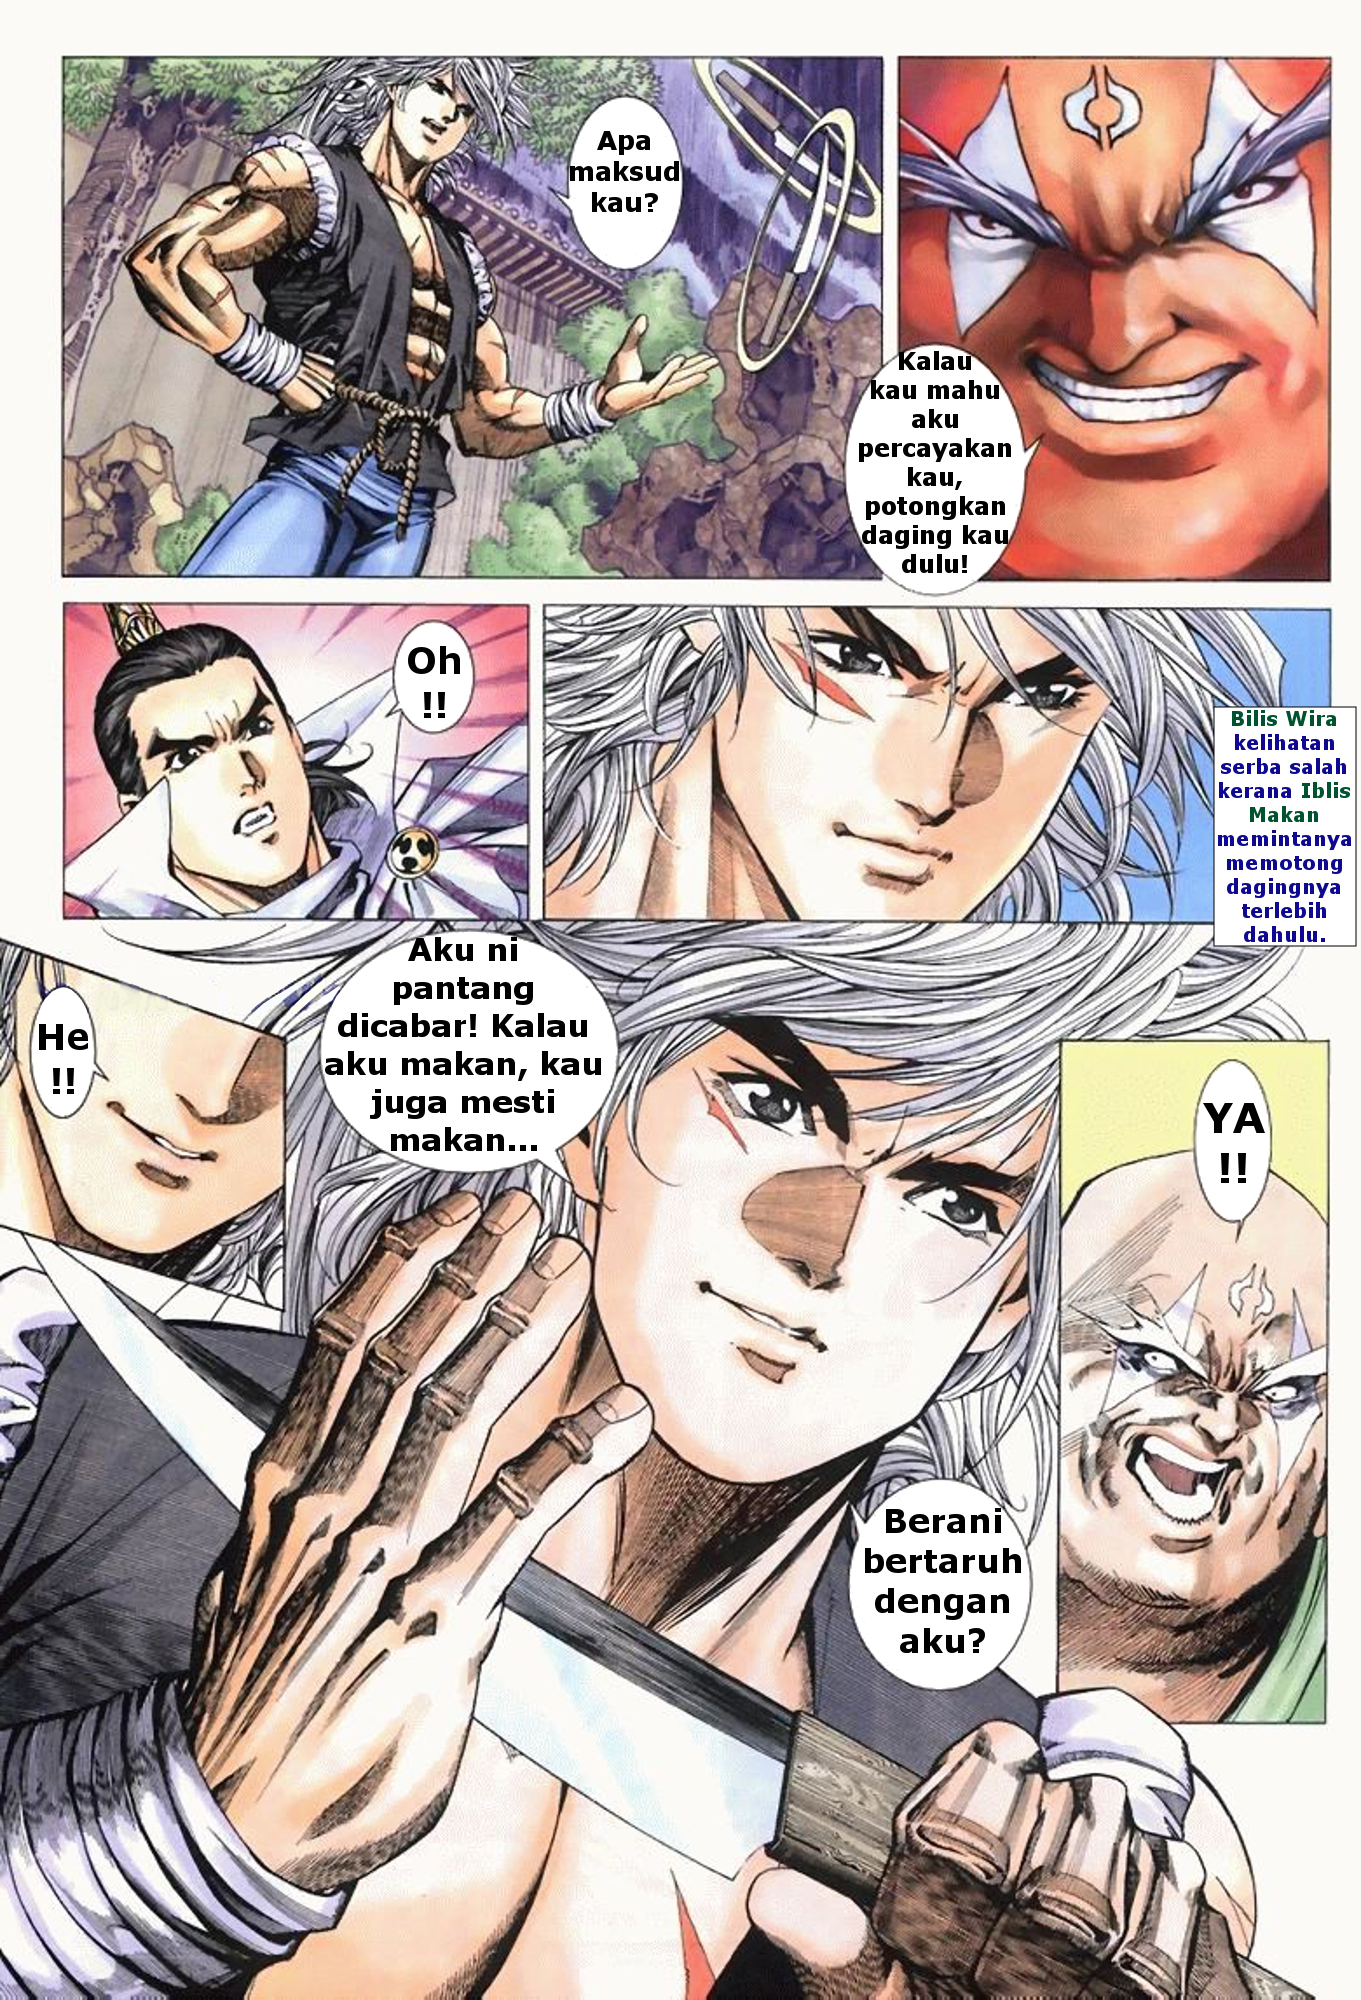 Apa
maksud
kau?
Kalau
kau mahu
aku
percayakan
kau,
potongkan
daging kau
dulu!
Oh
!!
Bilis Wira
kelihatan
serba salah
kerana Iblis
Makan
memintanya
memotong
dagingnya
terlebih
dahulu.
He
!!
Aku ni
pantang
dicabar! Kalau
aku makan, kau
juga mesti
makan...
YA
!!
Berani
bertaruh
dengan
aku?